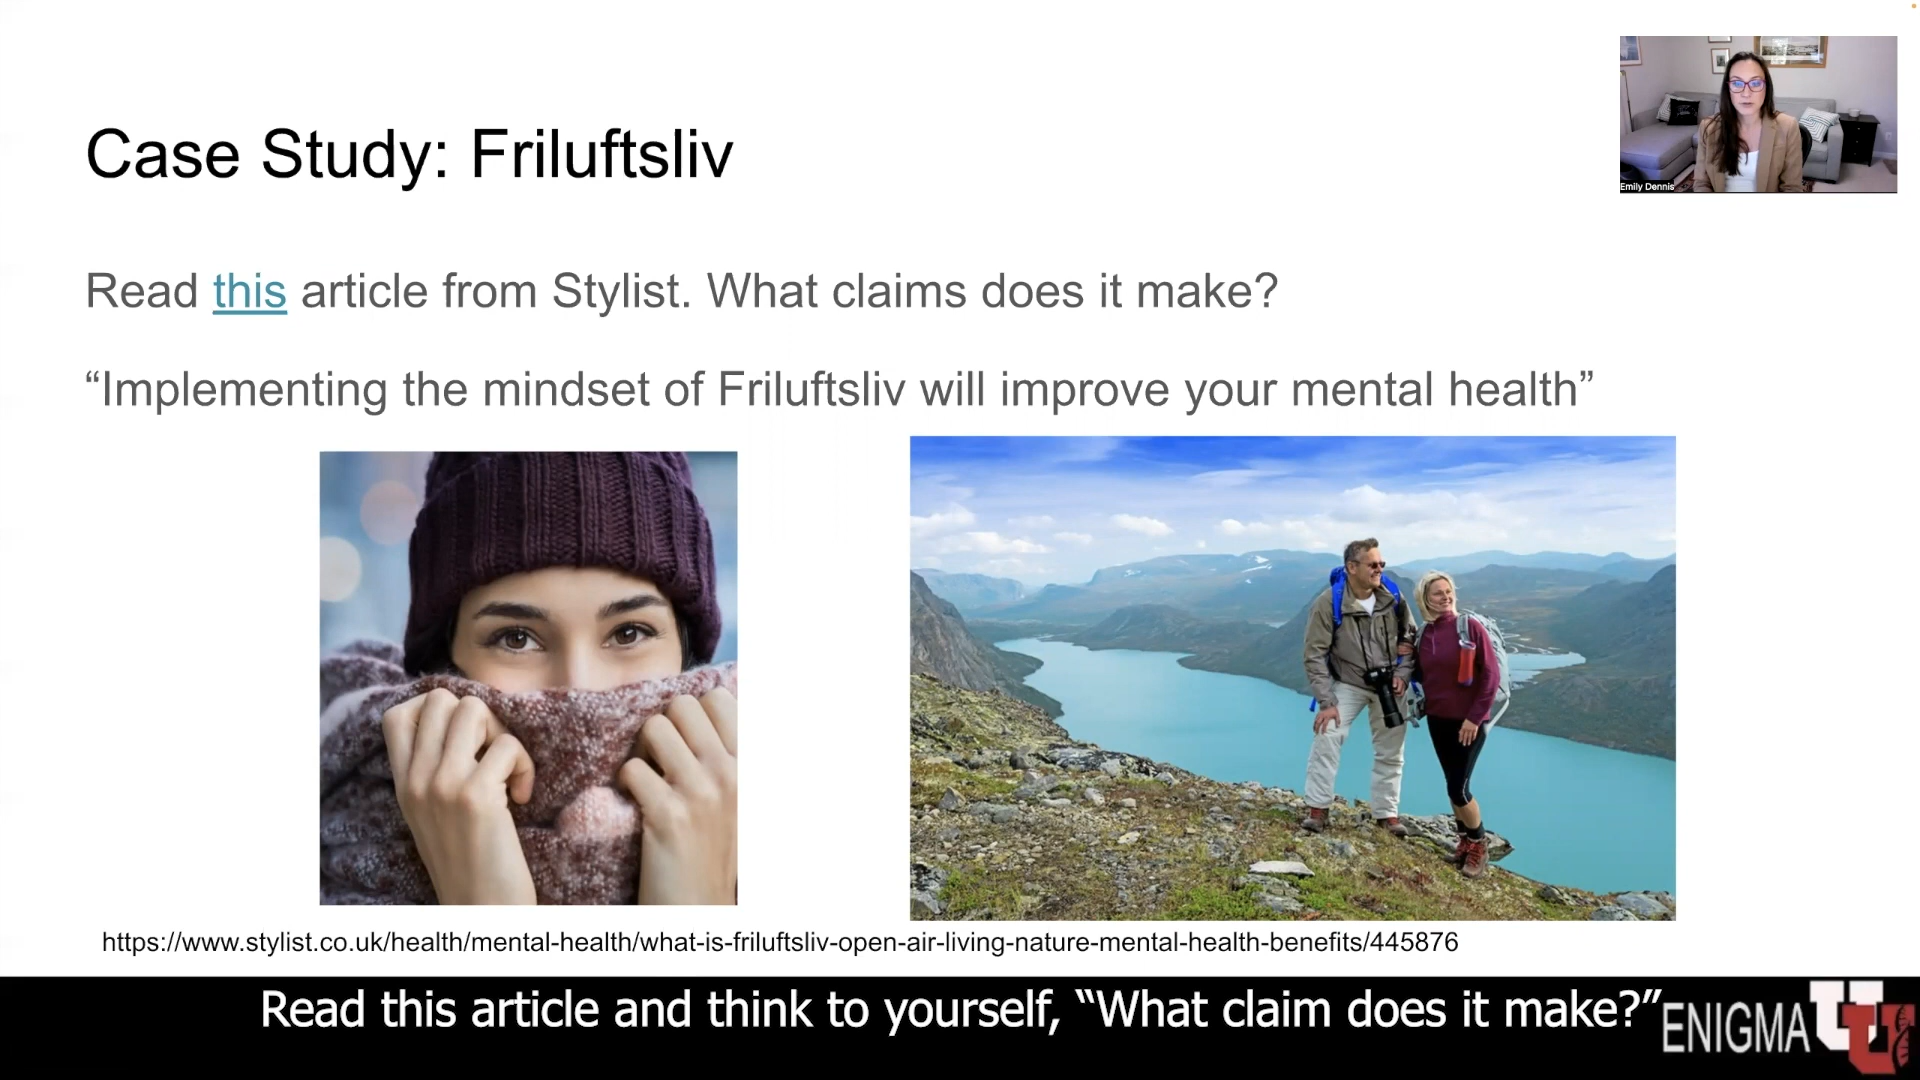 Emily Dennis
Case Study: Friluftsliv
Read this article from Stylist. What claims does it make?
“Implementing the mindset of Friluftsliv will improve your mental health”
https://www.stylist.co.uk/health/mental-health/what-is-friluftsliv-open-air-living-nature-mental-health-benefits/445876
Read this article and think to yourself, “What claim does it make?”
ENIGMA U